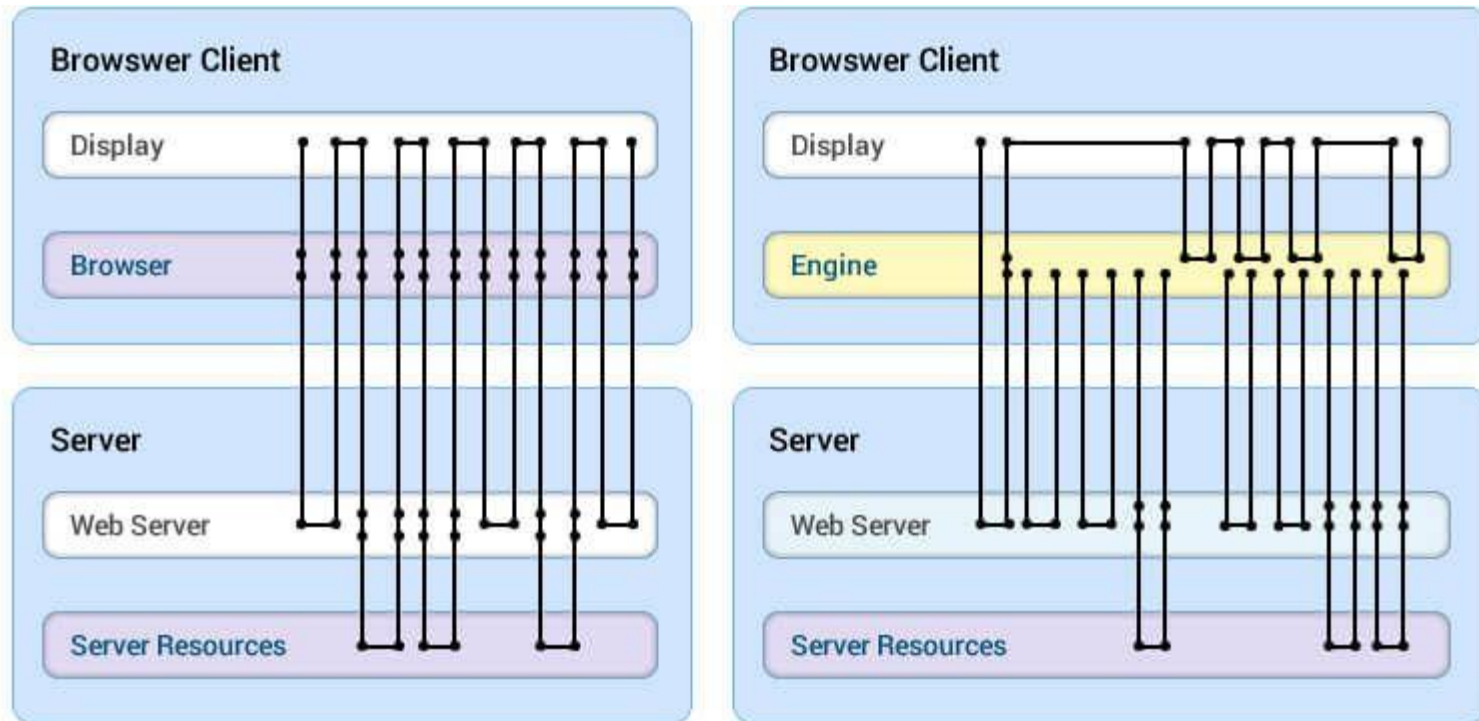 Browswer Client
Display
Browser
Server
Web Server
Server Resources
Browswer Client
Display
Engine
Server
Web Server
Server Resources